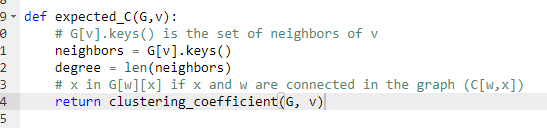 9 def expected_C(G,v):
0 # G[v].keys() is the set of neighbors of v
1 neighbors = G[v].keys()
2 degree = len(neighbors)
3 # x in G[w][x] if x and w are connected in the graph (C[w,x])
4 return clustering_coefficient(G, v)
5